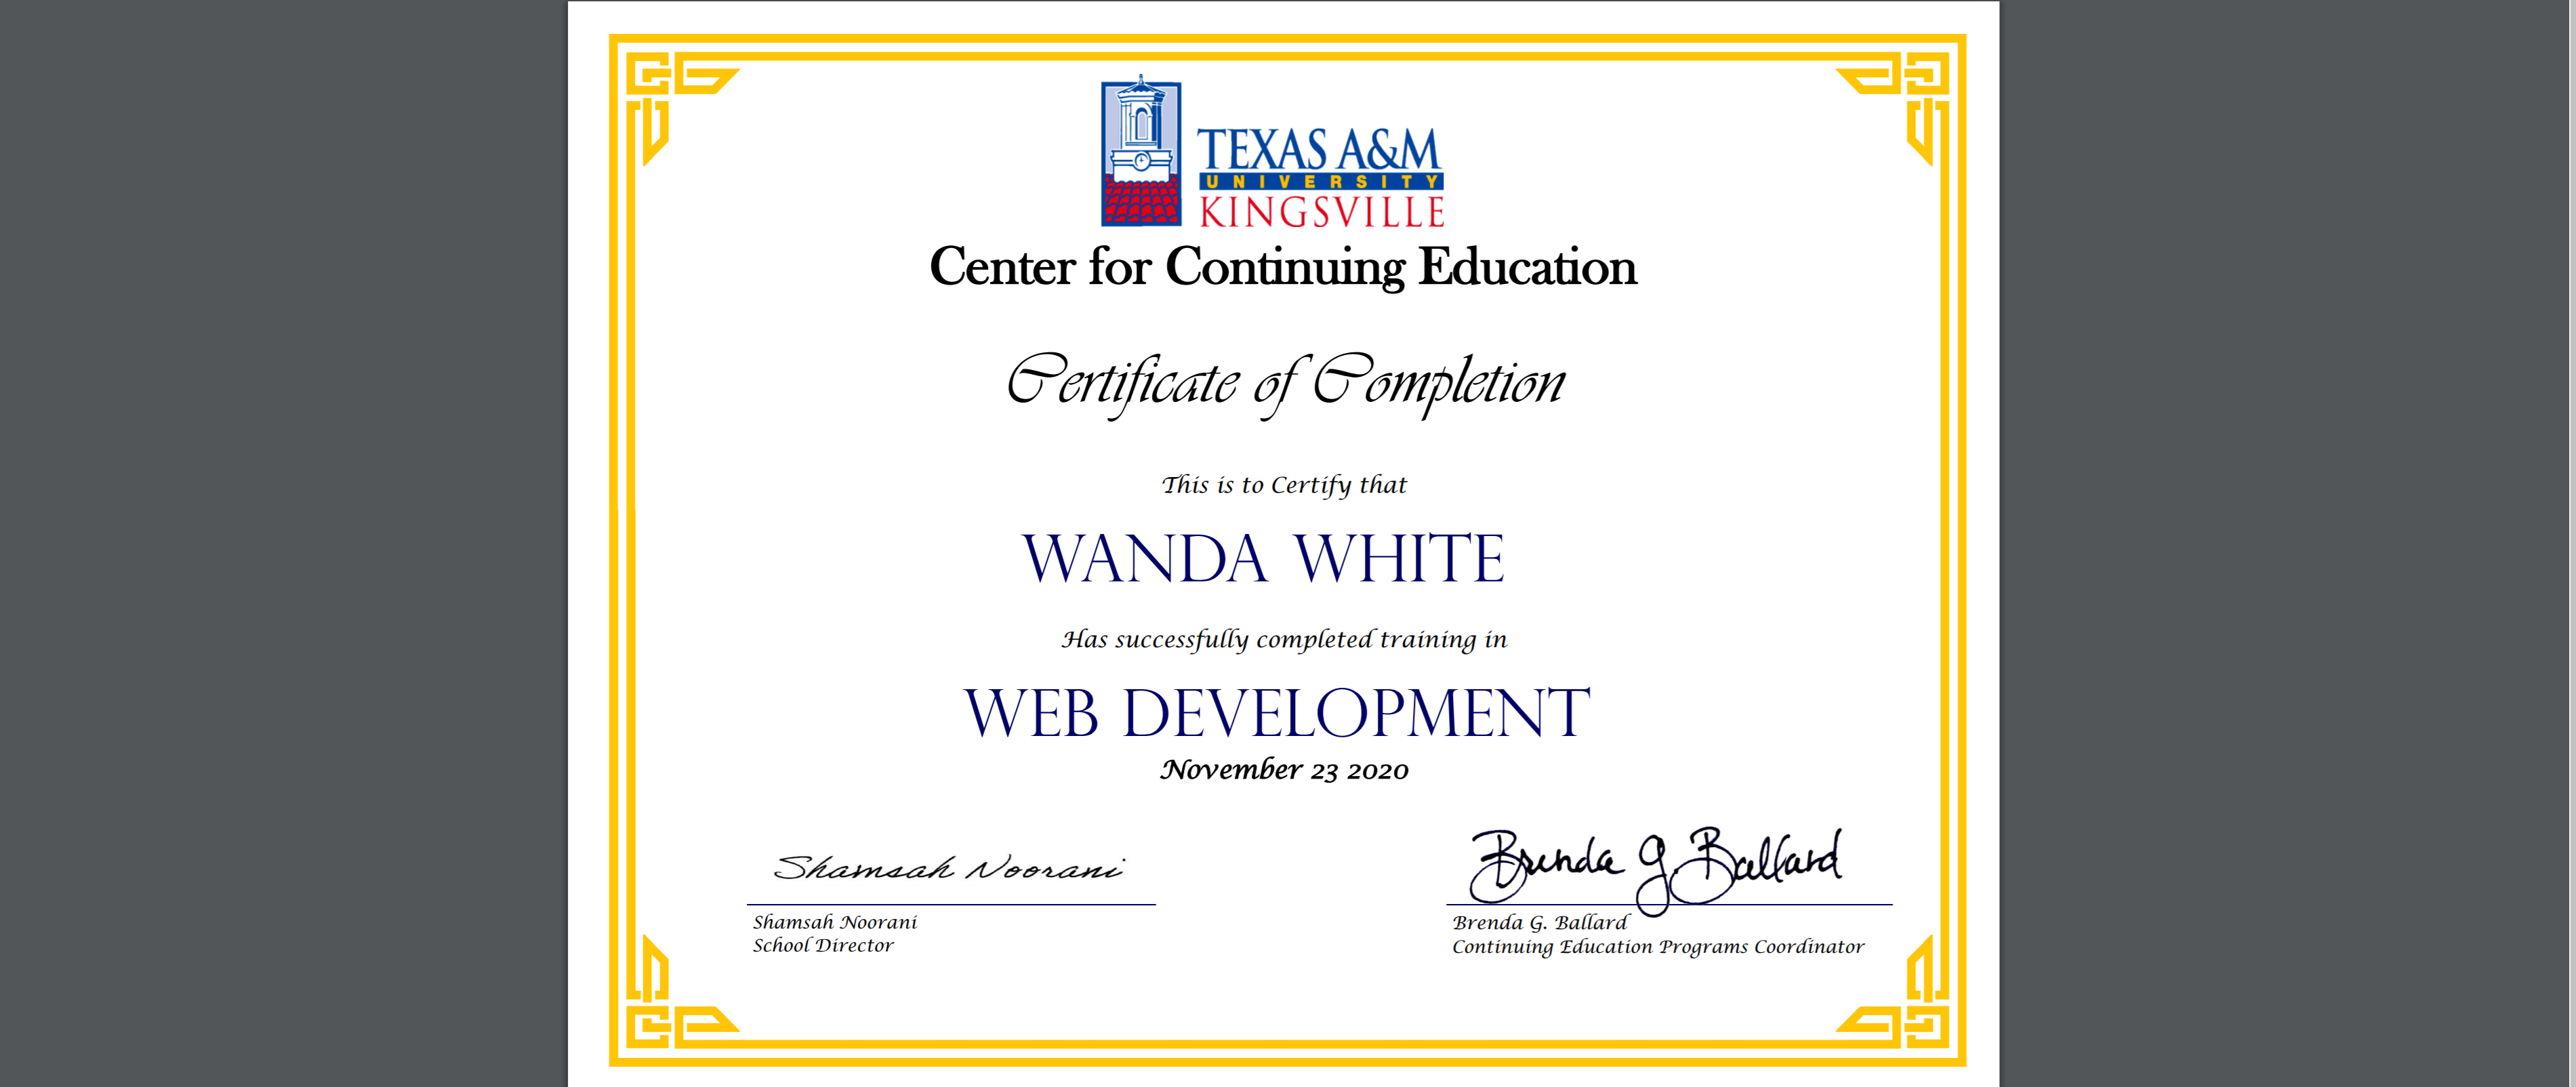 TEXAS A&M
UNIVERSITY
KINGSVILLE
Center for Continuing Education
Certificate of Completion
This is to Certify that
WANDA WHITE
Has successfully completed training in
WEB DEVELOPMENT
November 23 2020
Shamsah Noorani
Brenda G. Ballard
Shamsah Noorani
School Director
Brenda G. Ballard
Continuing Education Programs Coordinator